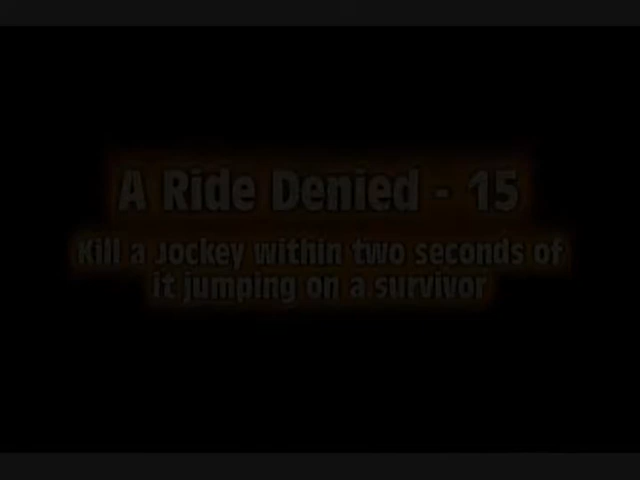 A Ride Denied - 15
Kill a Jockey within two seconds of
it jumping on a survivor